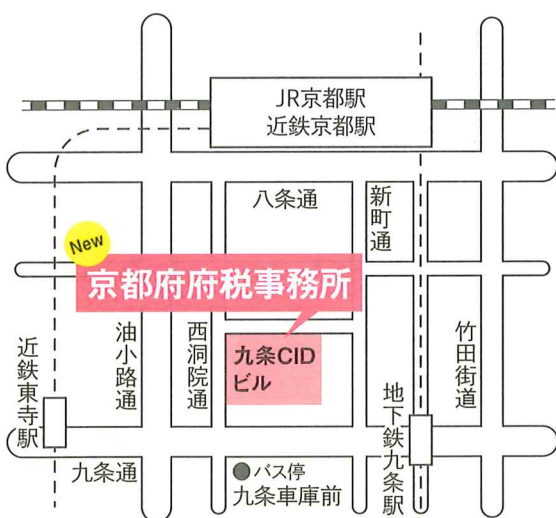 JR京都駅
近鉄京都駅
八条通
新町通
New
京都府府税事務所
近鉄東寺駅
油小路通
西洞院通
九条CID
ビル
地下鉄九条駅
竹田街道
九条通
バス停
九条車庫前